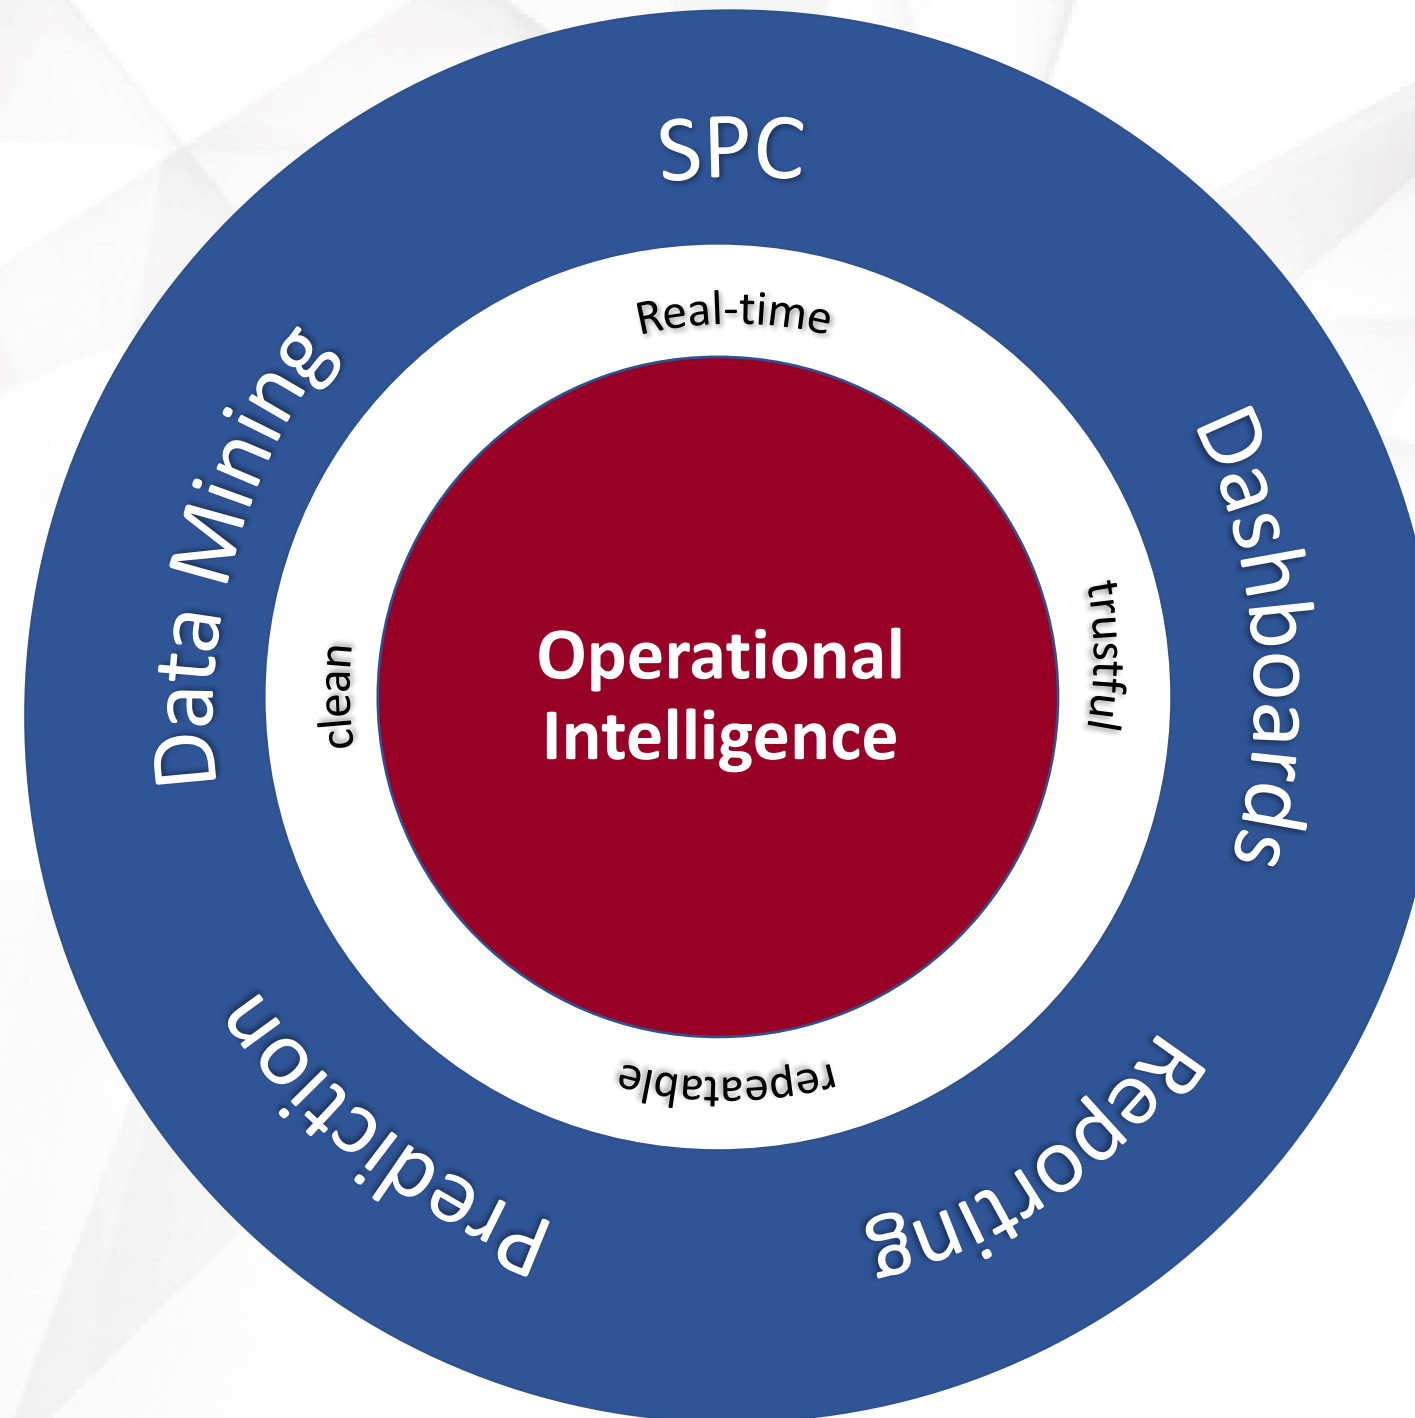 SPC
Dashboards
Reporting
Prediction
Data Mining
Real-time
trustful
repeatable
clean
Operational
Intelligence